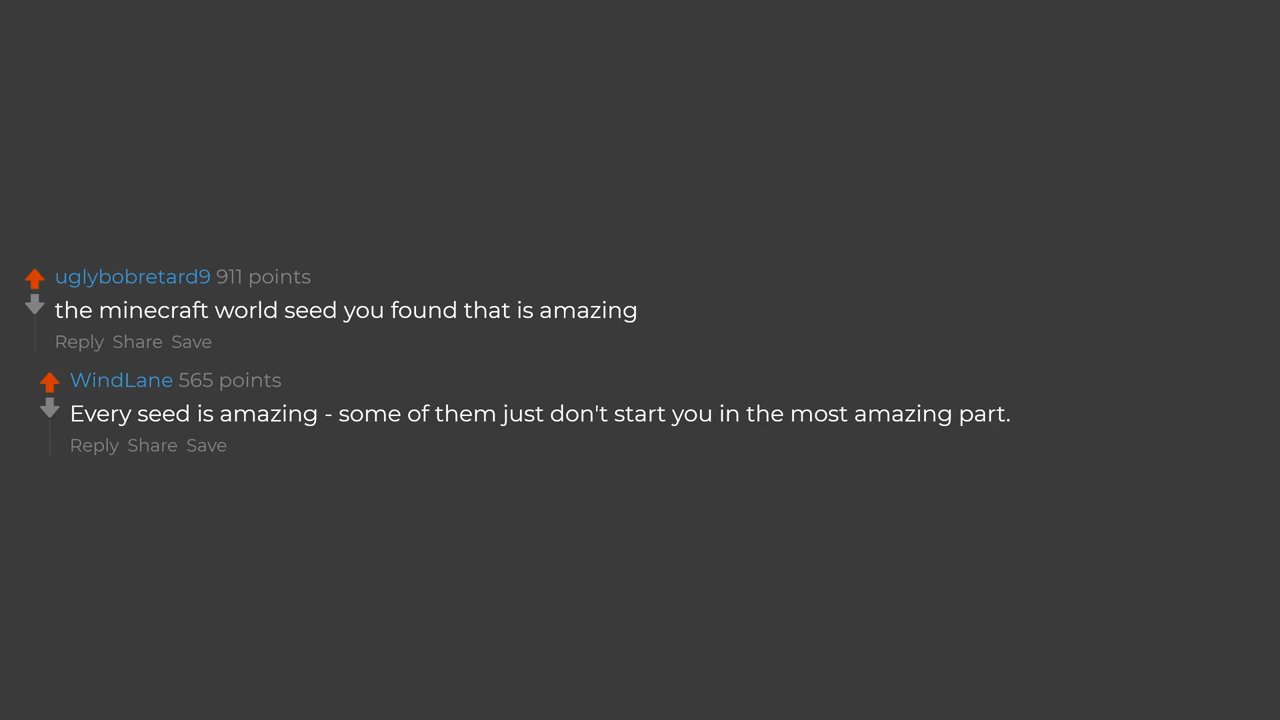 uglybobretard9 911 points
the minecraft world seed you found that is amazing
Reply Share Save
WindLane 565 points
Every seed is amazing - some of them just don't start you in the most amazing part.
Reply Share Save